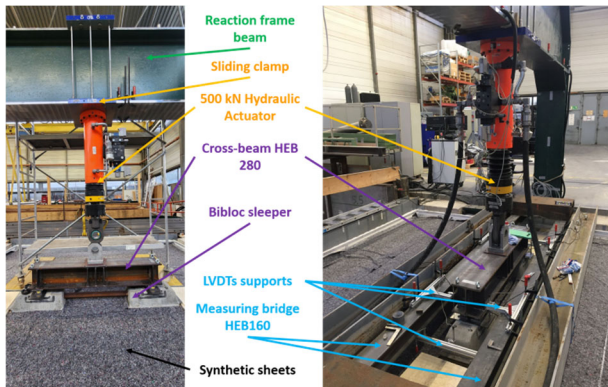 Reaction frame
beam
Sliding clamp
500 kN Hydraulic
Actuator
Cross-beam HEB
280
Bibloc sleeper
LVDTs supports
Measuring bridge
HEB160
Synthetic sheets